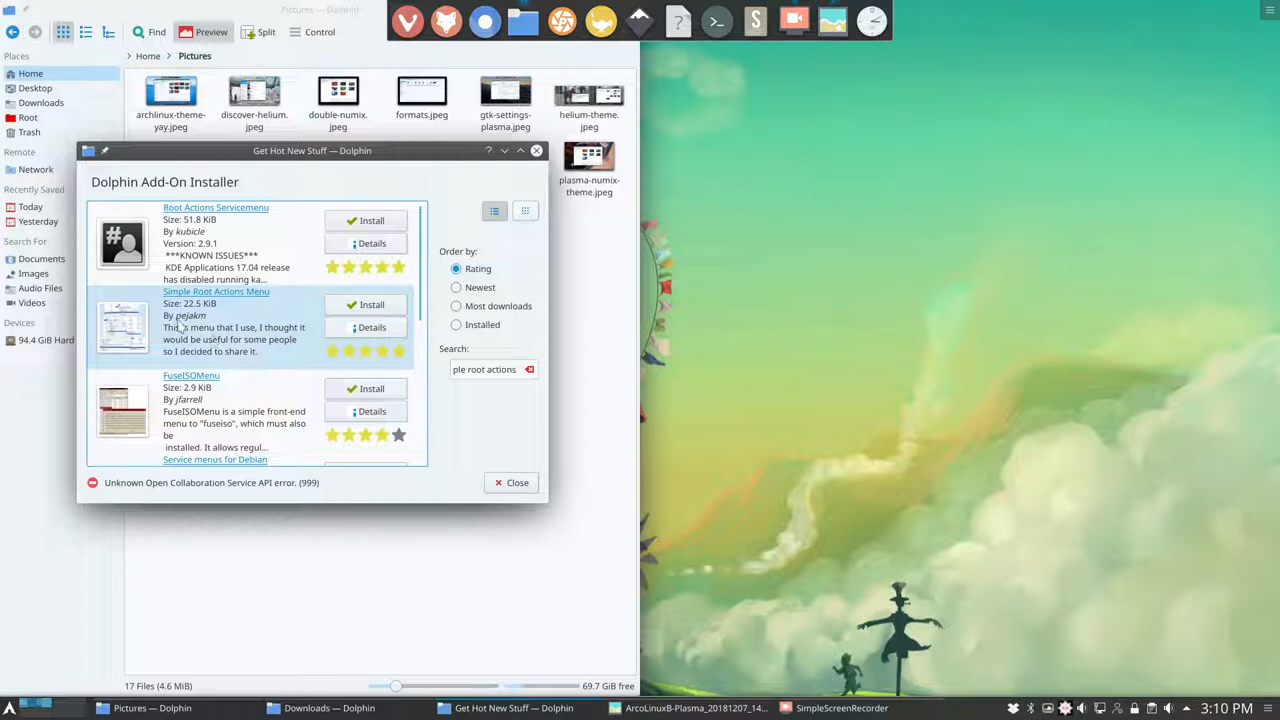 Pictures — Dolphin
Find
Preview
Split
Control
Places
Home > Pictures
Home
Desktop
Downloads
Root
Trash
Remote
Network
Recently Saved
Today
Yesterday
Search For
Documents
Images
Audio Files
Videos
Devices
94.4 GiB Hard
archlinux-theme-
yay.jpeg
discover-helium.
jpeg
double-numix.
jpeg
formats.jpeg
gtk-settings-
plasma.jpeg
helium-theme.
jpeg
plasma-numix-
theme.jpeg
Get Hot New Stuff — Dolphin
Dolphin Add-On Installer
Root Actions Servicemenu
Size: 51.8 KiB
By kubicle
Version: 2.9.1
***KNOWN ISSUES***
KDE Applications 17.04 release
has disabled running ka...
Install
Details
Simple Root Actions Menu
Size: 22.5 KiB
By pejakm
This menu that I use, I thought it
would be useful for some people
so I decided to share it.
Install
Details
FuseISOMenu
Size: 2.9 KiB
By jfarrell
FuseISOMenu is a simple front-end
menu to "fuseiso", which must also
be
installed. It allows regul...
Install
Details
Service menus for Debian
Order by:
Rating
Newest
Most downloads
Installed
Search:
ple root actions
Unknown Open Collaboration Service API error. (999)
Close
17 Files (4.6 MiB)
69.7 GiB free
Pictures — Dolphin
Downloads — Dolphin
Get Hot New Stuff — Dolphin
ArcoLinuxB-Plasma_20181207_14...
SimpleScreenRecorder
3:10 PM